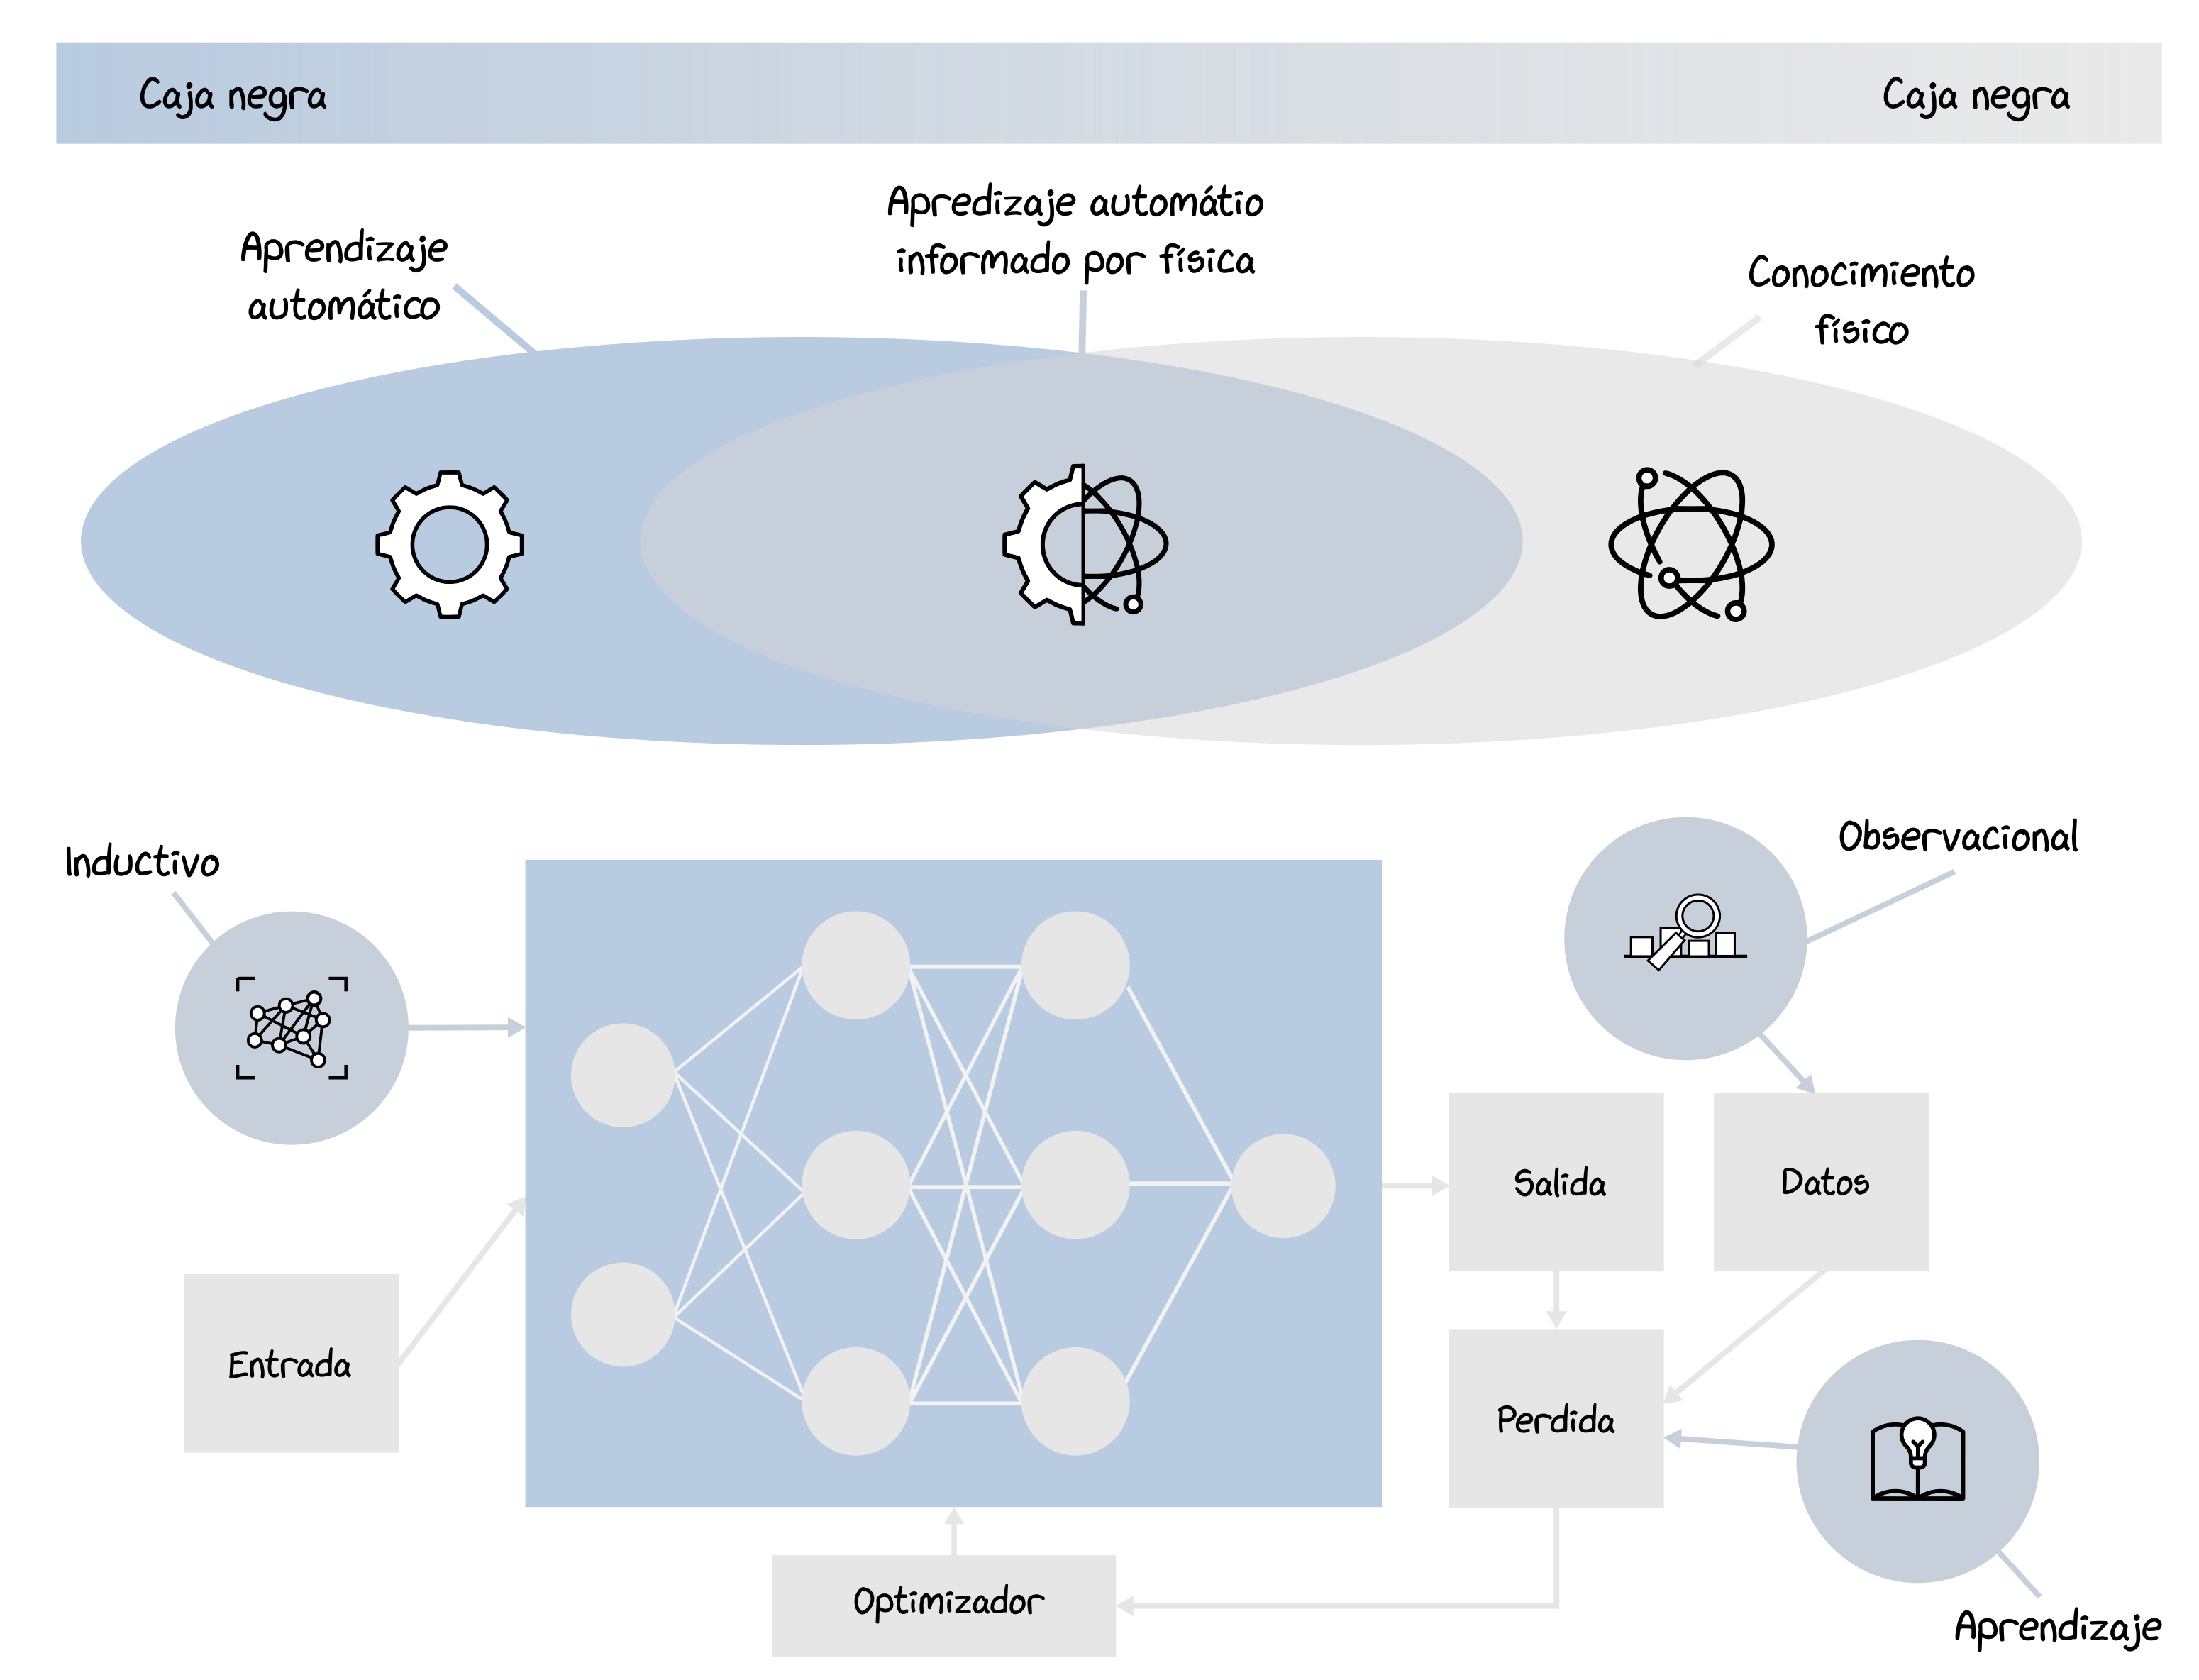 Caja negra
Caja negra
Apredizaje automátio
informado por física
Aprendizaje
automático
Conocimiento
físico
Inductivo
Observacional
Salida
Datos
Entrada
Perdida
Optimizador
Aprendizaje